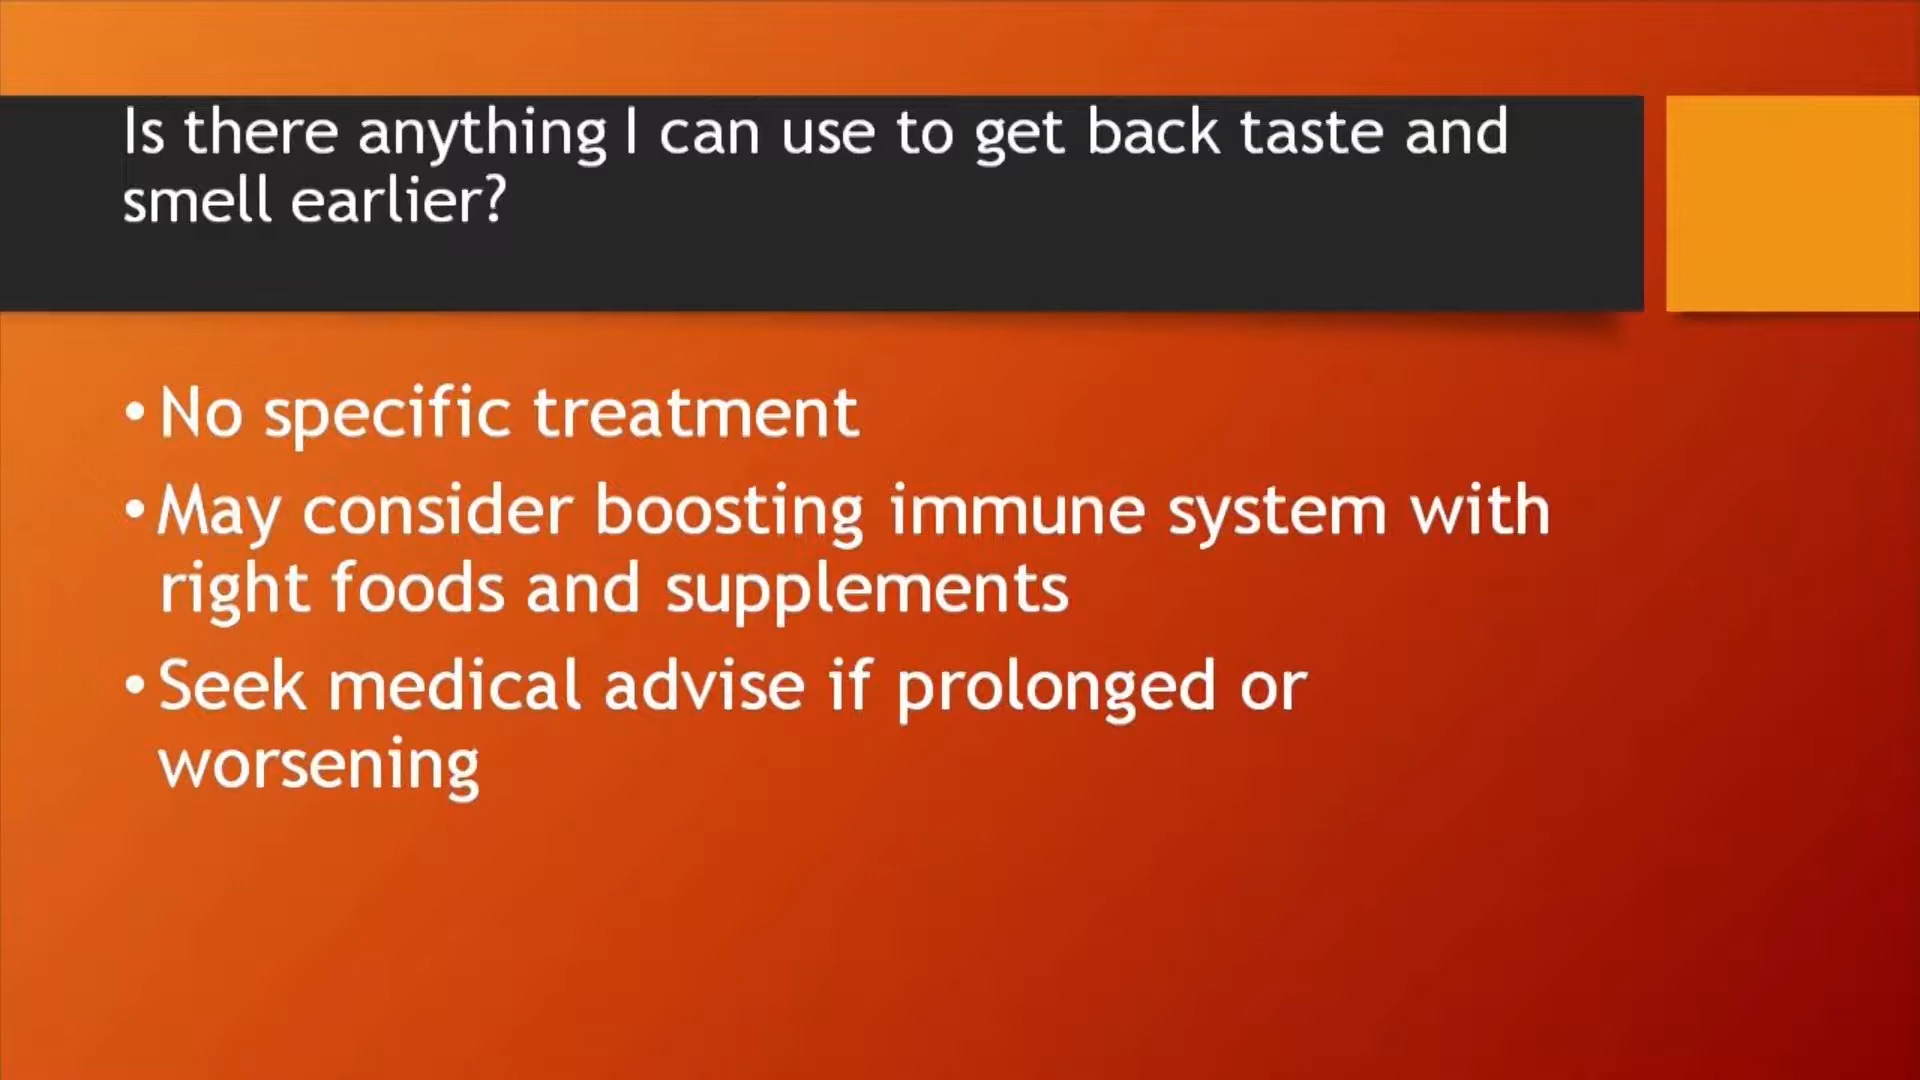 Is there anything I can use to get back taste and
smell earlier?
• No specific treatment
• May consider boosting immune system with
right foods and supplements
• Seek medical advise if prolonged or
worsening